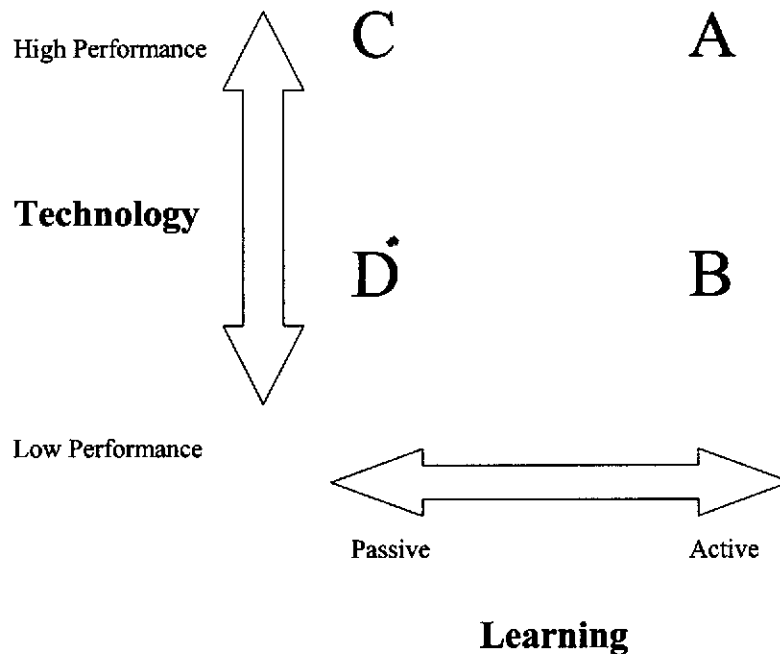 High Performance
C
A
Technology
D
B
Low Performance
Passive
Active
Learning